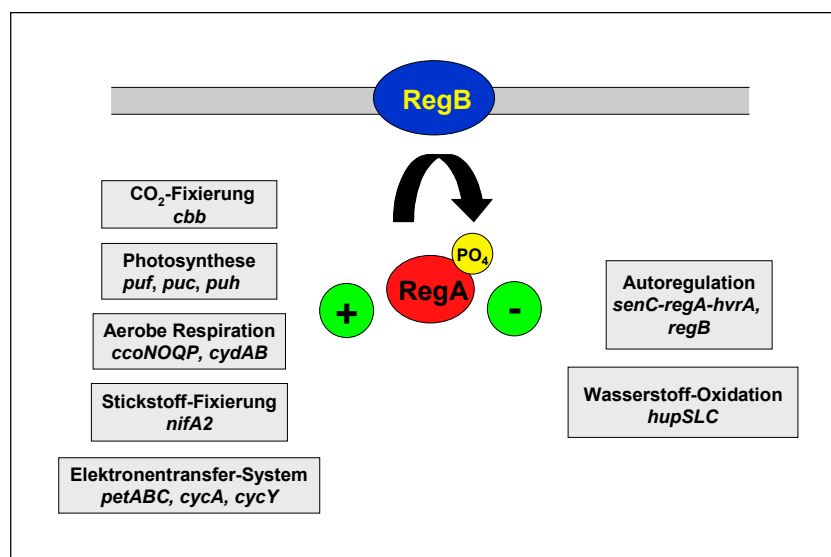 RegB
CO₂-Fixierung
cbb
Photosynthese
puf, puc, puh
Aerobe Respiration
ccoNOQP, cydAB
Stickstoff-Fixierung
nifA2
Elektronentransfer-System
petABC, cycA, cycY
PO₄
RegA
+
-
Autoregulation
senC-regA-hvrA,
regB
Wasserstoff-Oxidation
hupSLC